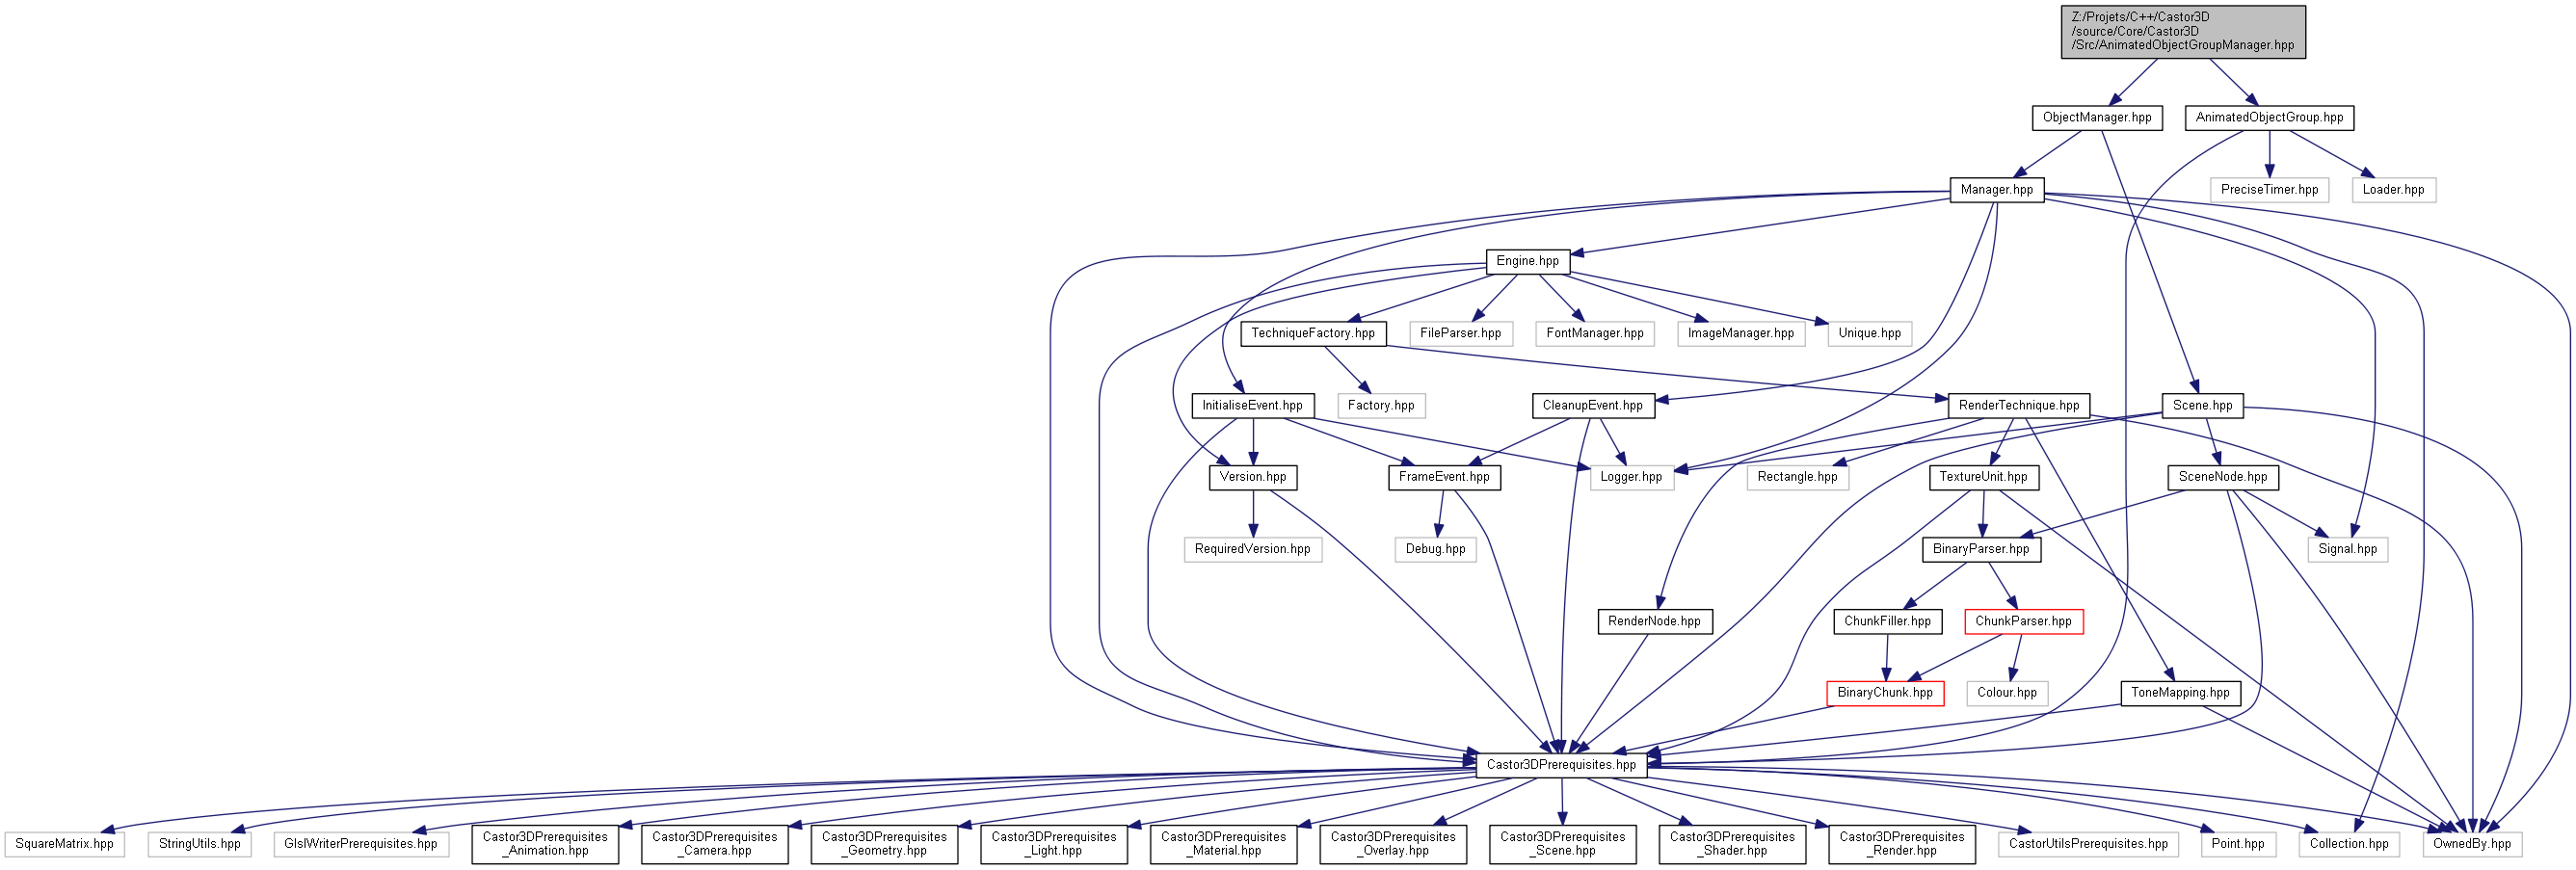 Z:/Projets/C++/Castor3D
/source/Core/Castor3D
/Src/AnimatedObjectGroupManager.hpp
ObjectManager.hpp
AnimatedObjectGroup.hpp
Manager.hpp
PreciseTimer.hpp
Loader.hpp
Engine.hpp
TechniqueFactory.hpp
FileParser.hpp
FontManager.hpp
ImageManager.hpp
Unique.hpp
InitialiseEvent.hpp
Factory.hpp
CleanupEvent.hpp
RenderTechnique.hpp
Scene.hpp
Version.hpp
FrameEvent.hpp
Logger.hpp
Rectangle.hpp
TextureUnit.hpp
SceneNode.hpp
RequiredVersion.hpp
Debug.hpp
BinaryParser.hpp
Signal.hpp
RenderNode.hpp
ChunkFiller.hpp
ChunkParser.hpp
BinaryChunk.hpp
Colour.hpp
ToneMapping.hpp
Castor3DPrerequisites.hpp
SquareMatrix.hpp
StringUtils.hpp
GlslWriterPrerequisites.hpp
Castor3DPrerequisites
_Animation.hpp
Castor3DPrerequisites
_Camera.hpp
Castor3DPrerequisites
_Geometry.hpp
Castor3DPrerequisites
_Light.hpp
Castor3DPrerequisites
_Material.hpp
Castor3DPrerequisites
_Overlay.hpp
Castor3DPrerequisites
_Scene.hpp
Castor3DPrerequisites
_Shader.hpp
Castor3DPrerequisites
_Render.hpp
CastorUtilsPrerequisites.hpp
Point.hpp
Collection.hpp
OwnedBy.hpp